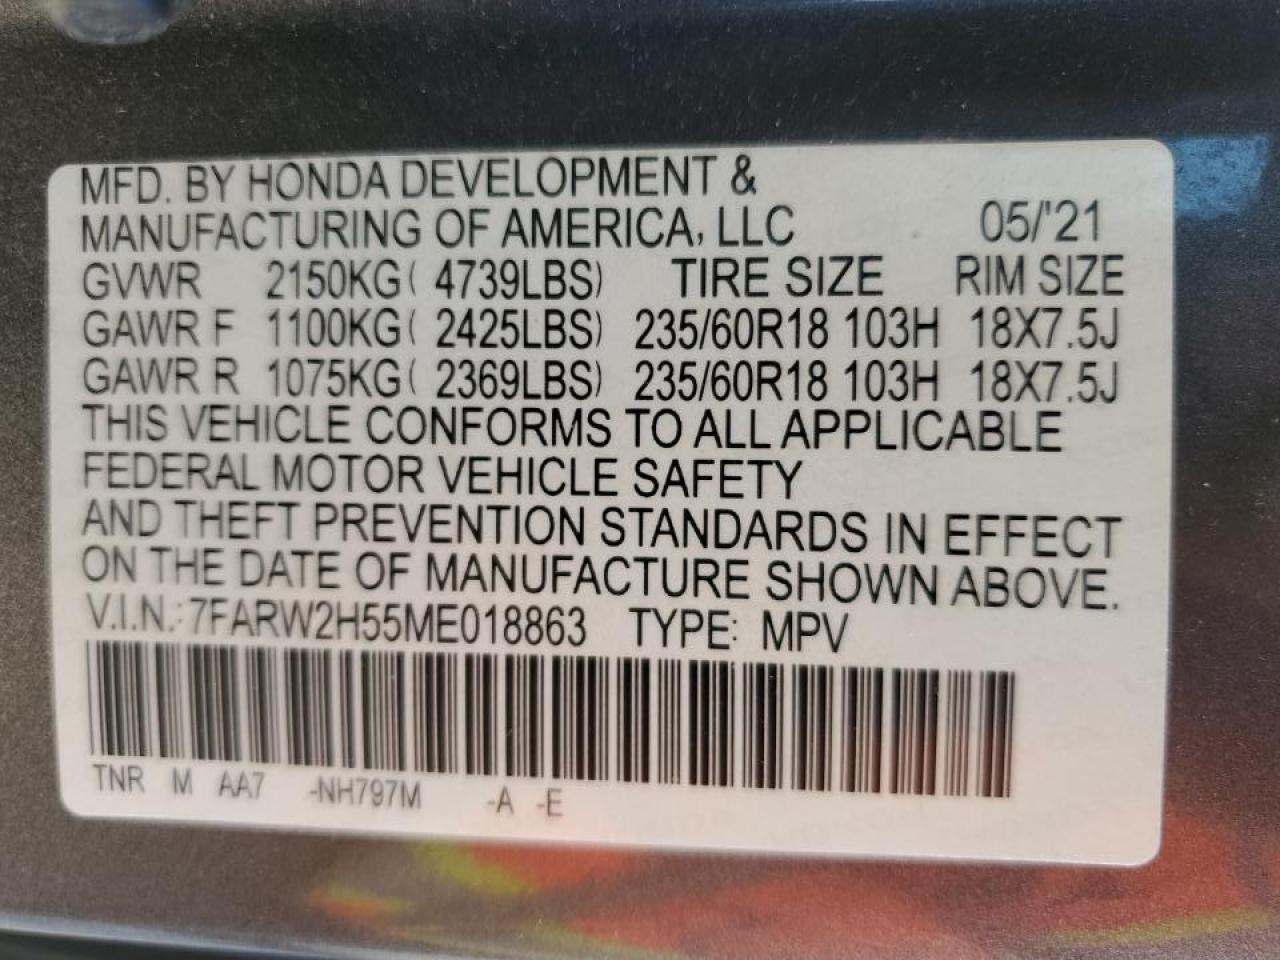 MFD. BY HONDA DEVELOPMENT &
MANUFACTURING OF AMERICA, LLC 05/'21
GVWR 2150KG( 4739LBS) TIRE SIZE RIM SIZE
GAWR F 1100KG( 2425LBS) 235/60R18 103H 18X7.5J
GAWR R 1075KG( 2369LBS) 235/60R18 103H 18X7.5J
THIS VEHICLE CONFORMS TO ALL APPLICABLE
FEDERAL MOTOR VEHICLE SAFETY
AND THEFT PREVENTION STANDARDS IN EFFECT
ON THE DATE OF MANUFACTURE SHOWN ABOVE.
V.I.N.: 7FARW2H55ME018863 TYPE: MPV
TNR M AA7 -NH797M -A -E